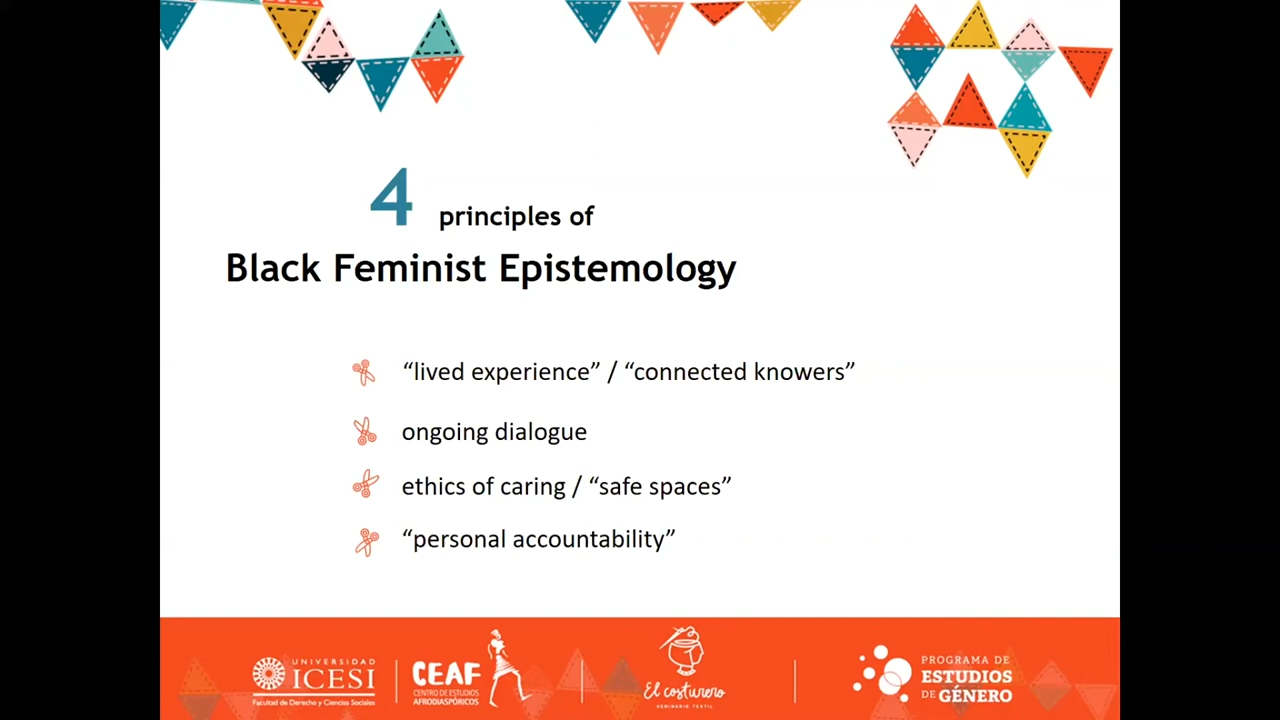 4 principles of
Black Feminist Epistemology
“lived experience” / “connected knowers”
ongoing dialogue
ethics of caring / “safe spaces”
“personal accountability”
UNIVERSIDAD
ICESI
Facultad de Derecho y Ciencias Sociales
CEAF
CENTRO DE ESTUDIOS
AFRODIASPÓRICOS
El costurero
SEMINARIO TEXTIL
PROGRAMA DE
ESTUDIOS
DE GÉNERO